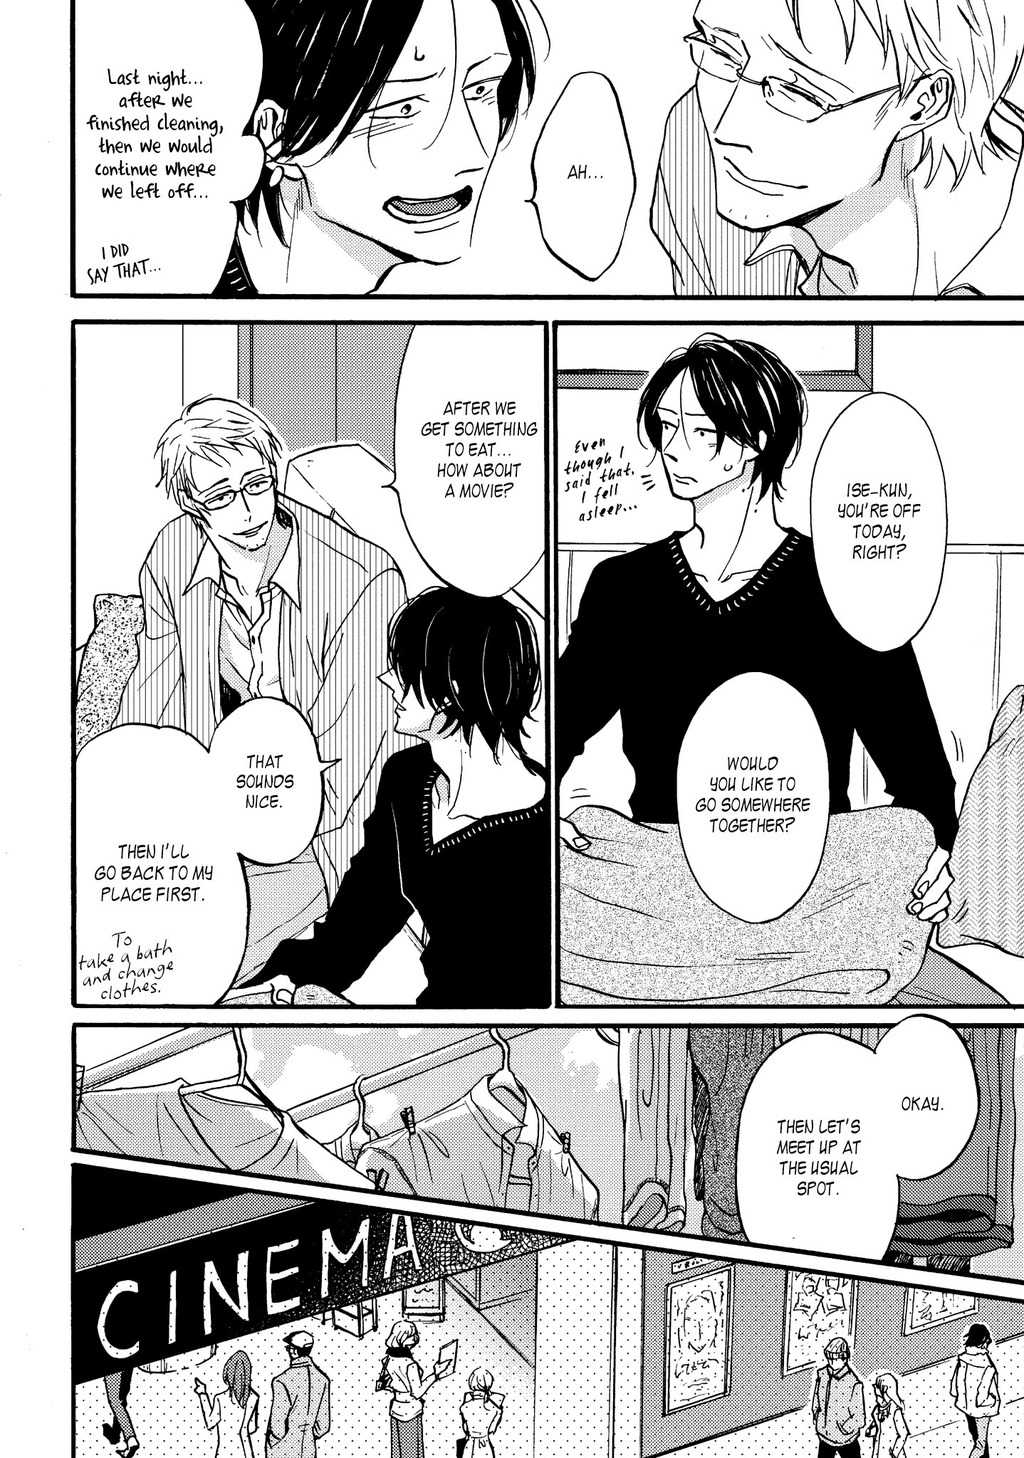 AH...
Last night...
after we
finished cleaning,
then we would
continue where
we left off...
I DID
SAY THAT...
ISE-KUN,
YOU'RE OFF
TODAY,
RIGHT?
Even
though I
said that,
I fell
asleep...
WOULD
YOU LIKE TO
GO SOMEWHERE
TOGETHER?
AFTER WE
GET SOMETHING
TO EAT...
HOW ABOUT
A MOVIE?
THAT
SOUNDS
NICE.
THEN I'LL
GO BACK TO MY
PLACE FIRST.
To
take a bath
and change
clothes.
OKAY.
THEN LET'S
MEET UP AT
THE USUAL
SPOT.
CINEMA